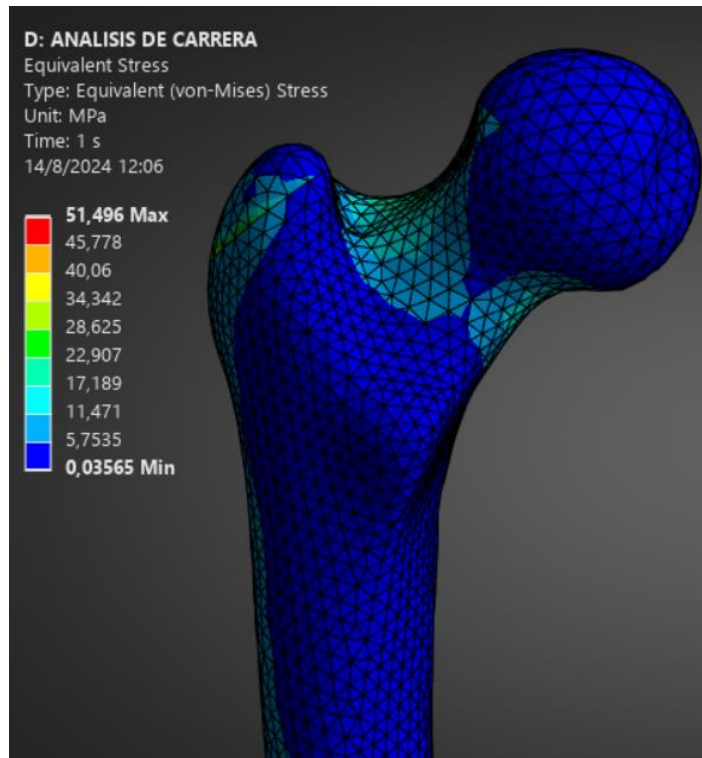 D: ANALISIS DE CARRERA
Equivalent Stress
Type: Equivalent (von-Mises) Stress
Unit: MPa
Time: 1 s
14/8/2024 12:06
51,496 Max
45,778
40,06
34,342
28,625
22,907
17,189
11,471
5,7535
0,03565 Min